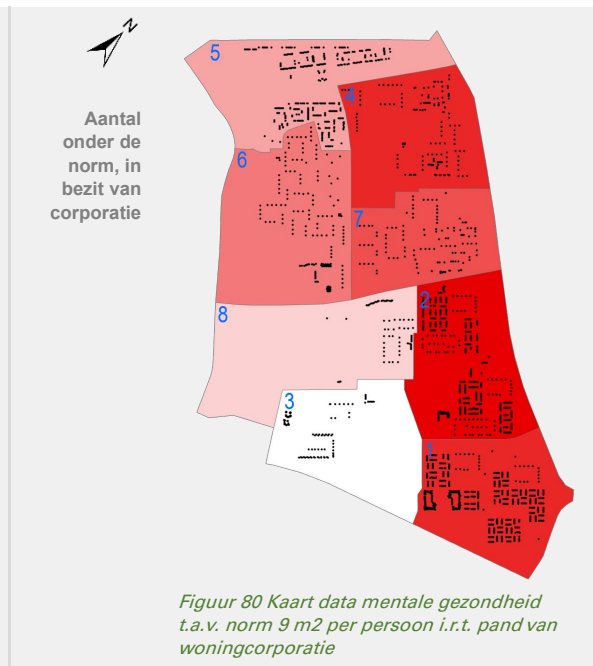 N
5
4
Aantal
onder de
norm, in
bezit van
corporatie
6
7
2
8
3
1
Figuur 80 Kaart data mentale gezondheid
t.a.v. norm 9 m2 per persoon i.r.t. pand van
woningcorporatie